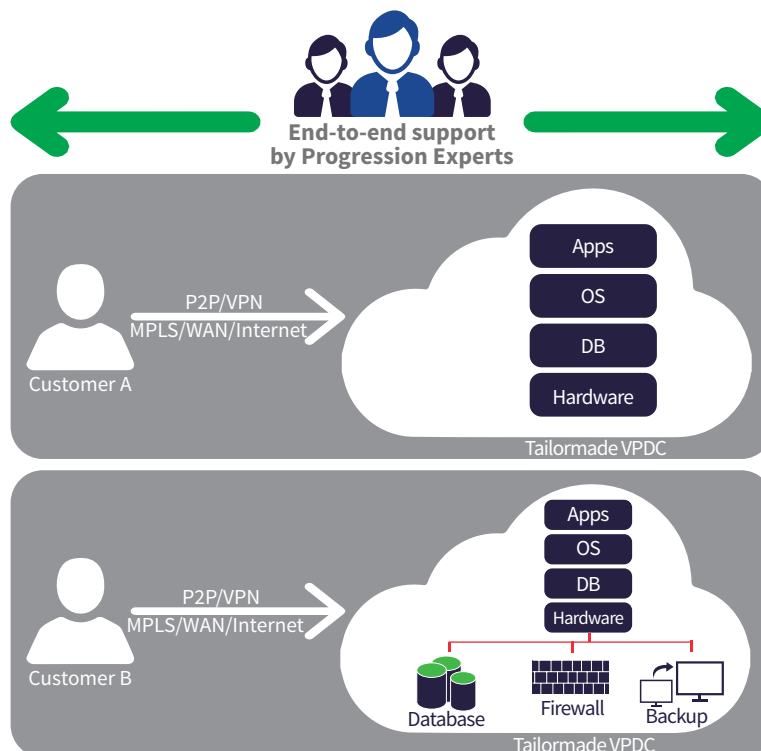 End-to-end support
by Progression Experts
Apps
OS
DB
Hardware
P2P/VPN
MPLS/WAN/Internet
Customer A
Tailormade VPDC
Apps
OS
DB
Hardware
P2P/VPN
MPLS/WAN/Internet
Customer B
Database
Firewall
Backup
Tailormade VPDC